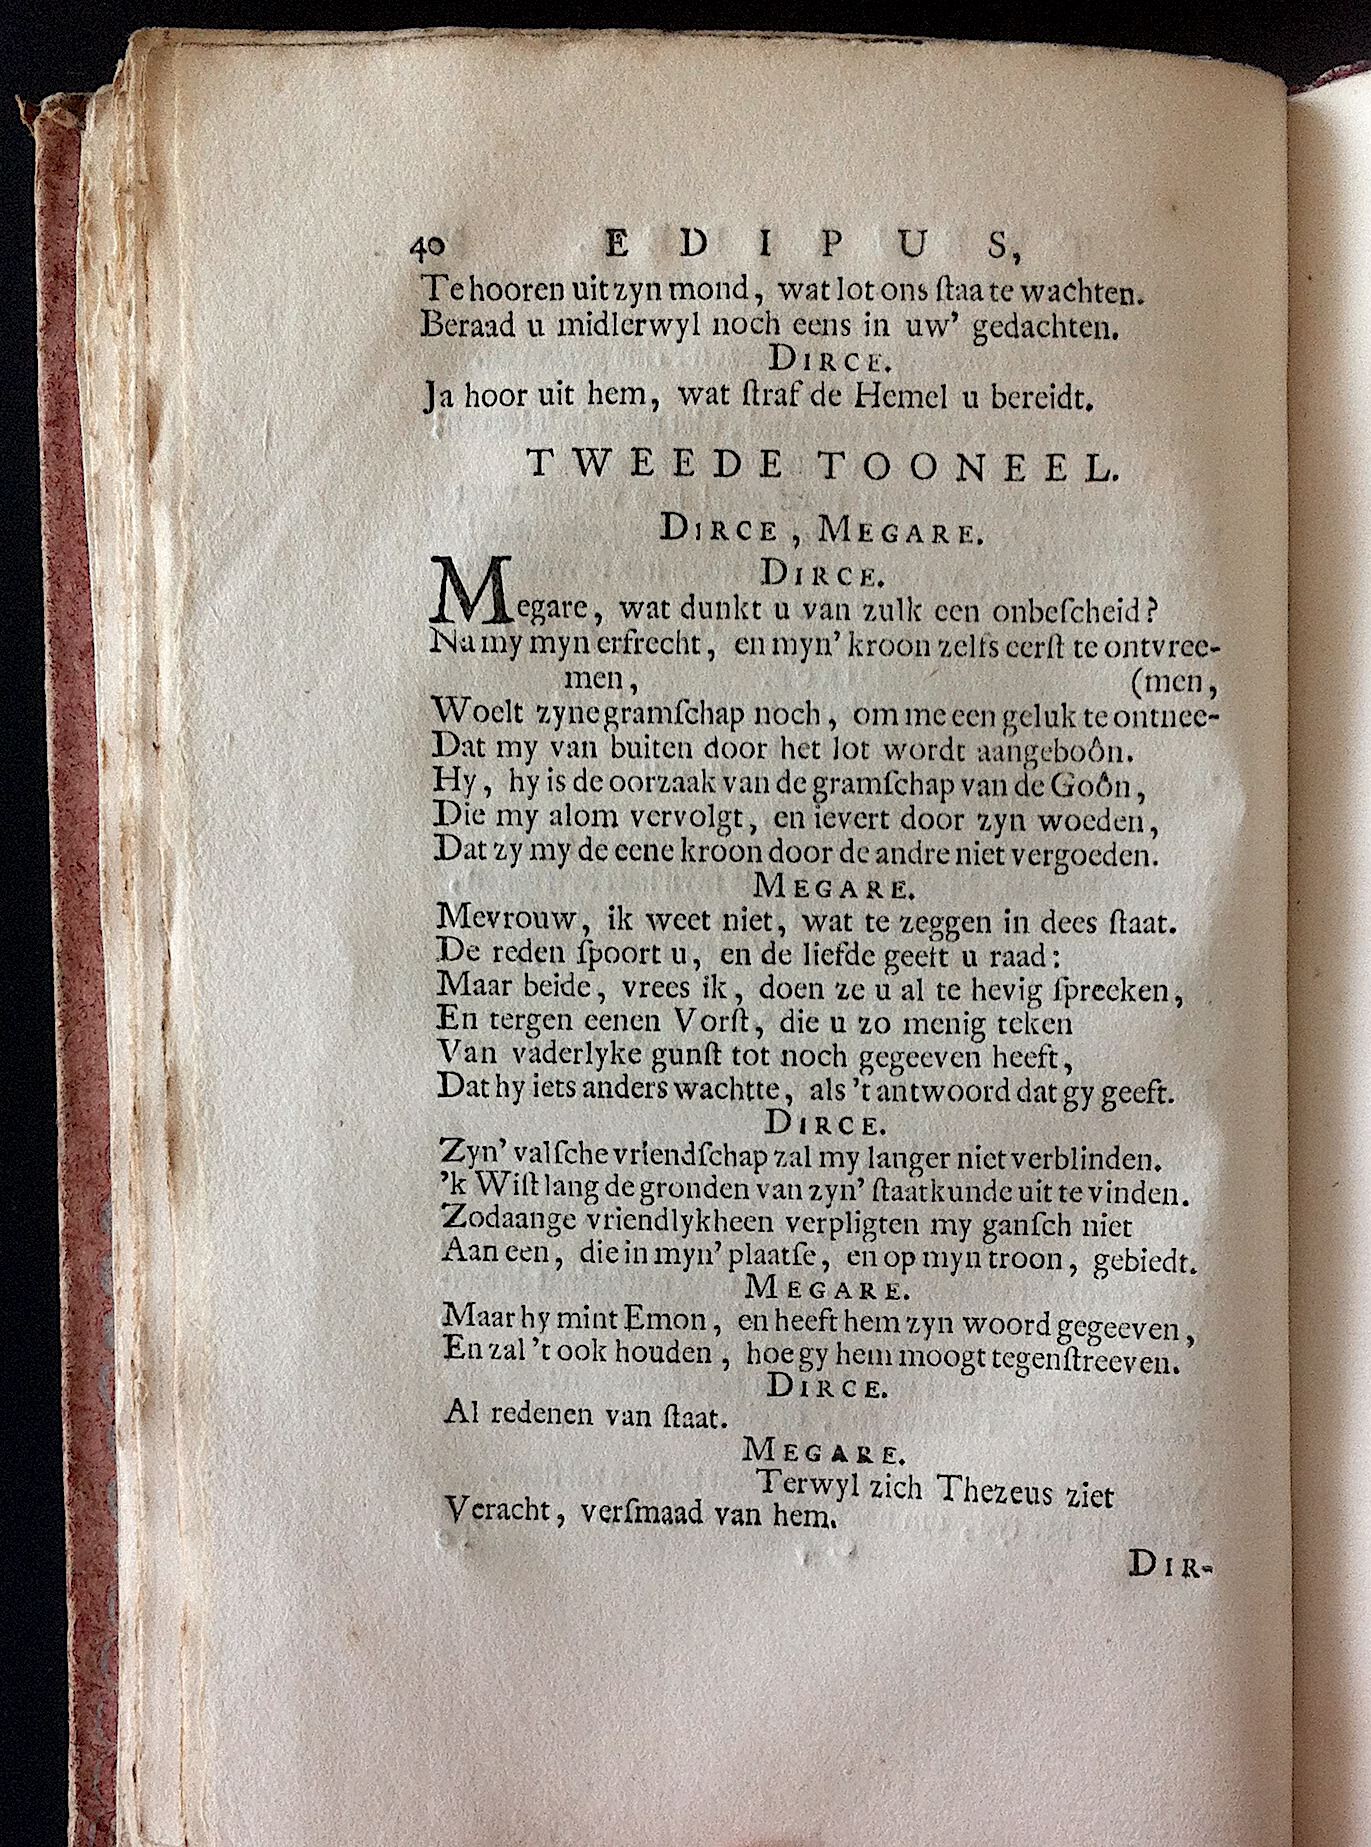 40 EDIPUS,
Te hooren uit zyn mond, wat lot ons ſtaa te wachten.
Beraad u midlerwyl noch eens in uw' gedachten.
DIRCE.
Ja hoor uit hem, wat ſtraf de Hemel u bereidt.
TWEEDE TOONEEL.
DIRCE, MEGARE.
DIRCE.
Megare, wat dunkt u van zulk een onbeſcheid?
Na my myn erfrecht, en myn' kroon zelfs eerſt te ontvree-
men, (men,
Woelt zyne gramſchap noch, om me een geluk te ontnee-
Dat my van buiten door het lot wordt aangeboôn.
Hy, hy is de oorzaak van de gramſchap van de Goôn,
Die my alom vervolgt, en ievert door zyn woeden,
Dat zy my de eene kroon door de andre niet vergoeden.
MEGARE.
Mevrouw, ik weet niet, wat te zeggen in dees ſtaat.
De reden ſpoort u, en de liefde geeft u raad:
Maar beide, vrees ik, doen ze u al te hevig ſpreeken,
En tergen eenen Vorſt, die u zo menig teken
Van vaderlyke gunſt tot noch gegeeven heeft,
Dat hy iets anders wachtte, als 't antwoord dat gy geeft.
DIRCE.
Zyn' valſche vriendſchap zal my langer niet verblinden.
'k Wiſt lang de gronden van zyn' ſtaatkunde uit te vinden.
Zodaange vriendlykheen verpligten my ganſch niet
Aan een, die in myn' plaatſe, en op myn troon, gebiedt.
MEGARE.
Maar hy mint Emon, en heeft hem zyn woord gegeeven,
En zal 't ook houden, hoe gy hem moogt tegenſtreeven.
DIRCE.
Al redenen van ſtaat.
MEGARE.
Terwyl zich Thezeus ziet
Veracht, verſmaad van hem.
DIR-